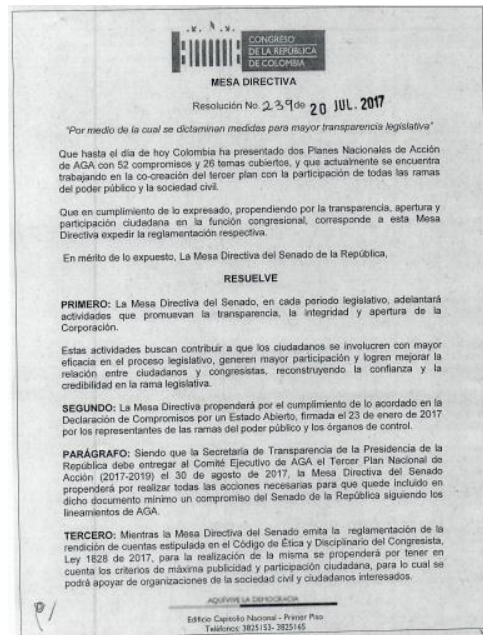 CONGRESO
DE LA REPÚBLICA
DE COLOMBIA
MESA DIRECTIVA
Resolución No. 239 de 20 JUL. 2017
"Por medio de la cual se dictaminan medidas para mayor transparencia legislativa"
Que hasta el día de hoy Colombia ha presentado dos Planes Nacionales de Acción
de AGA con 52 compromisos y 26 temas cubiertos, y que actualmente se encuentra
trabajando en la co-creación del tercer plan con la participación de todas las ramas
del poder público y la sociedad civil.
Que en cumplimiento de lo expresado, propendiendo por la transparencia, apertura y
participación ciudadana en la función congresional, corresponde a esta Mesa
Directiva expedir la reglamentación respectiva.
En mérito de lo expuesto, La Mesa Directiva del Senado de la República,
RESUELVE
PRIMERO: La Mesa Directiva del Senado, en cada periodo legislativo, adelantará
actividades que promuevan la transparencia, la integridad y apertura de la
Corporación.
Estas actividades buscan contribuir a que los ciudadanos se involucren con mayor
eficacia en el proceso legislativo, generen mayor participación y logren mejorar la
relación entre ciudadanos y congresistas, reconstruyendo la confianza y la
credibilidad en la rama legislativa.
SEGUNDO: La Mesa Directiva propenderá por el cumplimiento de lo acordado en la
Declaración de Compromisos por un Estado Abierto, firmada el 23 de enero de 2017
por los representantes de las ramas del poder público y los órganos de control.
PARÁGRAFO: Siendo que la Secretaría de Transparencia de la Presidencia de la
República debe entregar al Comité Ejecutivo de AGA el Tercer Plan Nacional de
Acción (2017-2019) el 30 de agosto de 2017, la Mesa Directiva del Senado
propenderá por realizar todas las acciones necesarias para que quede incluido en
dicho documento mínimo un compromiso del Senado de la República siguiendo los
lineamientos de AGA.
TERCERO: Mientras la Mesa Directiva del Senado emita la reglamentación de la
rendición de cuentas estipulada en el Código de Ética y Disciplinario del Congresista,
Ley 1828 de 2017, para la realización de la misma se propenderá por tener en
cuenta los criterios de máxima publicidad y participación ciudadana, para lo cual se
podrá apoyar de organizaciones de la sociedad civil y ciudadanos interesados.
AQUÍVIVE LA DEMOCRACIA
Edificio Capitolio Nacional - Primer Piso
Teléfonos: 3825153- 3825165